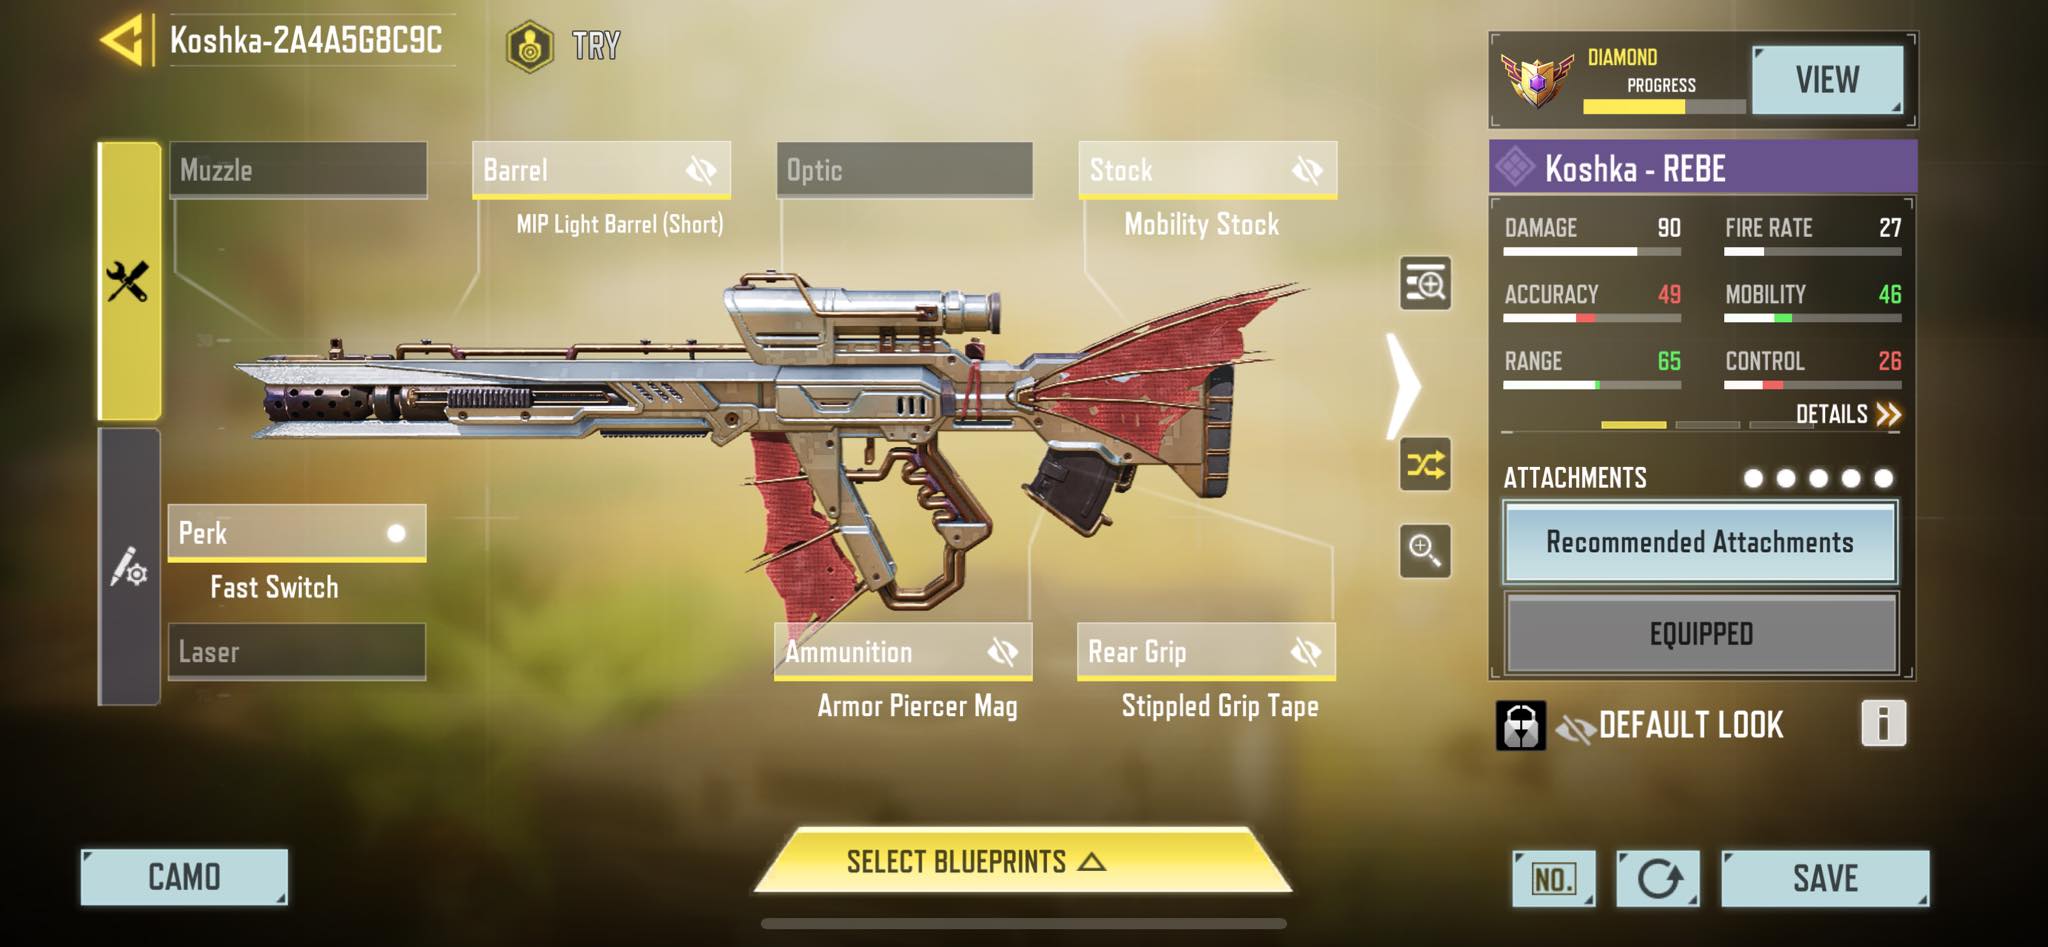 Koshka-2A4A5G8C9C
TRY
DIAMOND
PROGRESS
VIEW
Muzzle
Barrel
MIP Light Barrel (Short)
Optic
Stock
Mobility Stock
Koshka - REBE
DAMAGE 90
FIRE RATE 27
ACCURACY 49
MOBILITY 46
RANGE 65
CONTROL 26
DETAILS
ATTACHMENTS
Recommended Attachments
EQUIPPED
Perk
Fast Switch
Laser
Ammunition
Armor Piercer Mag
Rear Grip
Stippled Grip Tape
DEFAULT LOOK
i
CAMO
SELECT BLUEPRINTS
NO.
SAVE